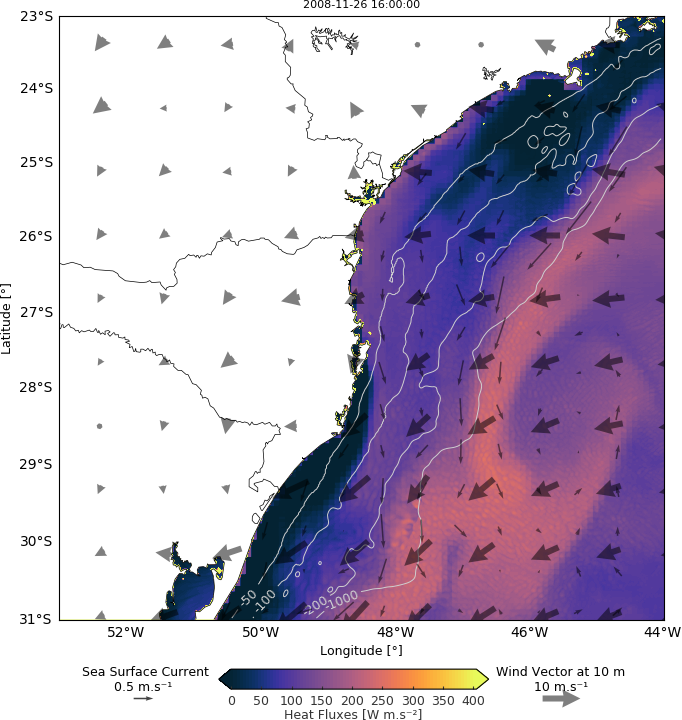 2008-11-26 16:00:00
23°S
24°S
25°S
26°S
27°S
28°S
29°S
30°S
31°S
Latitude [°]
-50
-100
-200
-1000
52°W
50°W
48°W
46°W
44°W
Longitude [°]
Sea Surface Current
0.5 m.s⁻¹
Wind Vector at 10 m
10 m.s⁻¹
0 50 100 150 200 250 300 350 400
Heat Fluxes [W m.s⁻²]